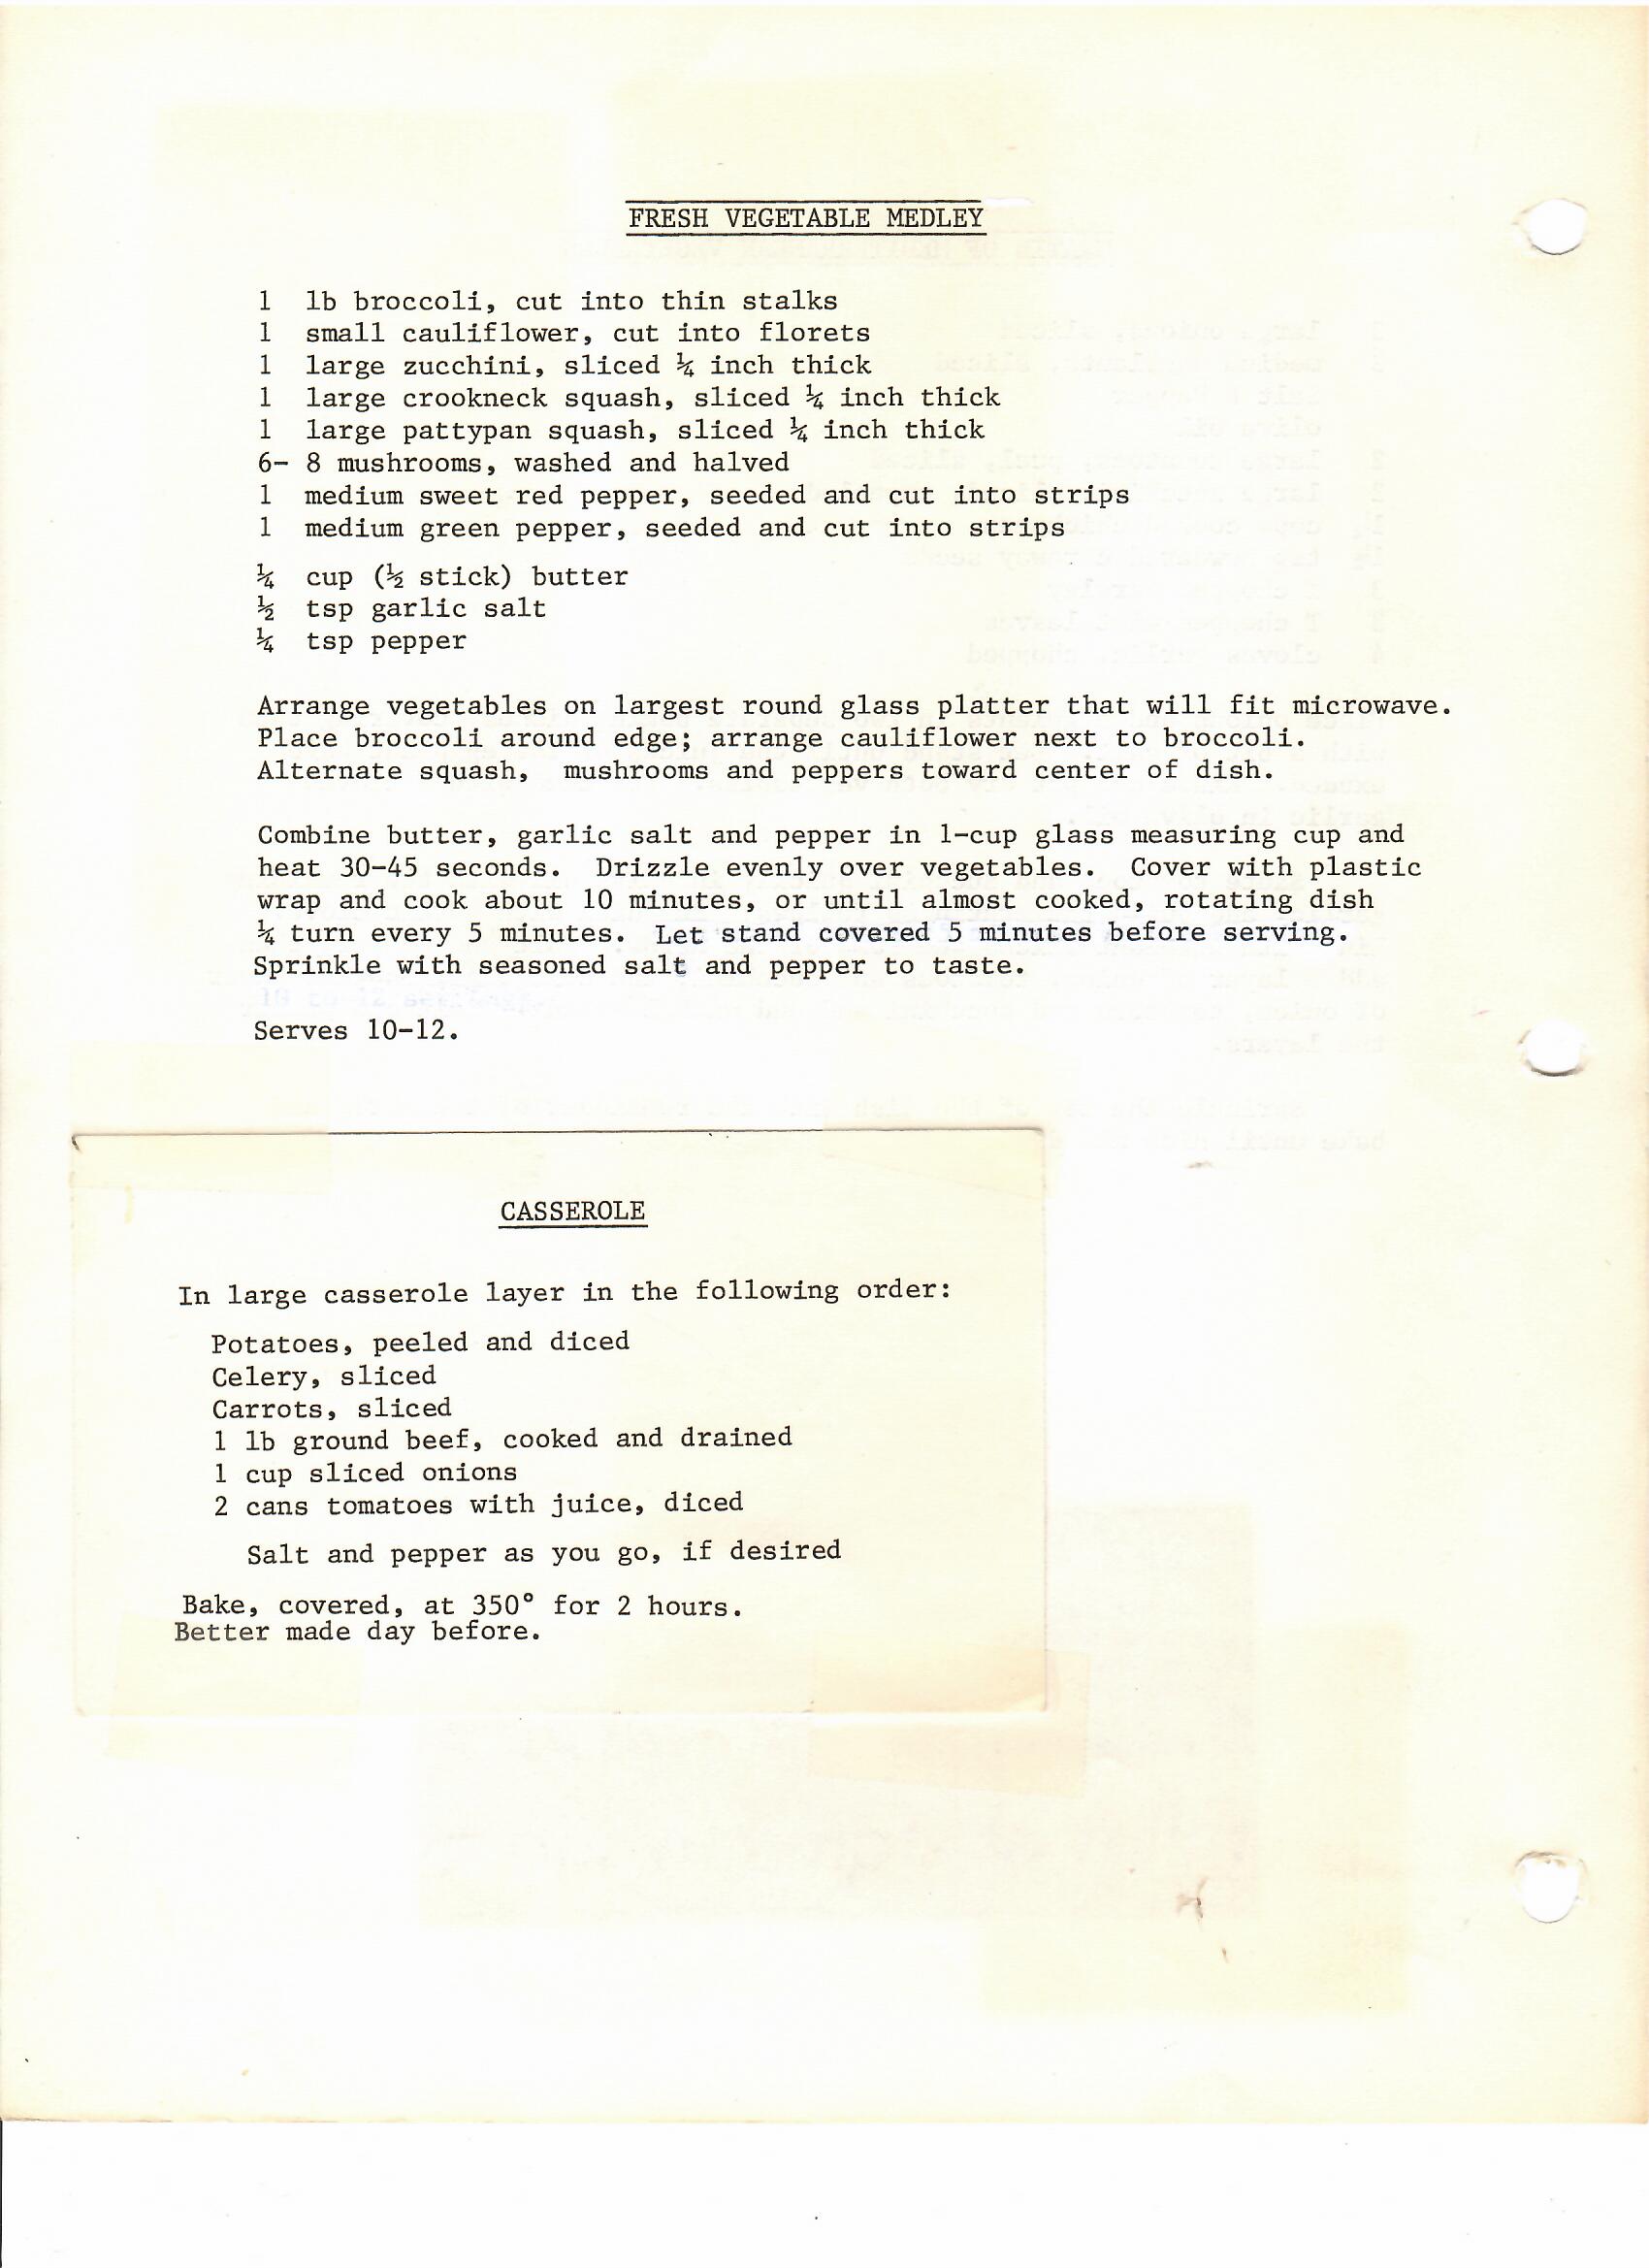 FRESH VEGETABLE MEDLEY
1 lb broccoli, cut into thin stalks
1 small cauliflower, cut into florets
1 large zucchini, sliced ¼ inch thick
1 large crookneck squash, sliced ¼ inch thick
1 large pattypan squash, sliced ¼ inch thick
6- 8 mushrooms, washed and halved
1 medium sweet red pepper, seeded and cut into strips
1 medium green pepper, seeded and cut into strips
¼ cup (½ stick) butter
½ tsp garlic salt
¼ tsp pepper
Arrange vegetables on largest round glass platter that will fit microwave.
Place broccoli around edge; arrange cauliflower next to broccoli.
Alternate squash, mushrooms and peppers toward center of dish.
Combine butter, garlic salt and pepper in 1-cup glass measuring cup and
heat 30-45 seconds. Drizzle evenly over vegetables. Cover with plastic
wrap and cook about 10 minutes, or until almost cooked, rotating dish
¼ turn every 5 minutes. Let stand covered 5 minutes before serving.
Sprinkle with seasoned salt and pepper to taste.
Serves 10-12.
CASSEROLE
In large casserole layer in the following order:
Potatoes, peeled and diced
Celery, sliced
Carrots, sliced
1 lb ground beef, cooked and drained
1 cup sliced onions
2 cans tomatoes with juice, diced
Salt and pepper as you go, if desired
Bake, covered, at 350° for 2 hours.
Better made day before.